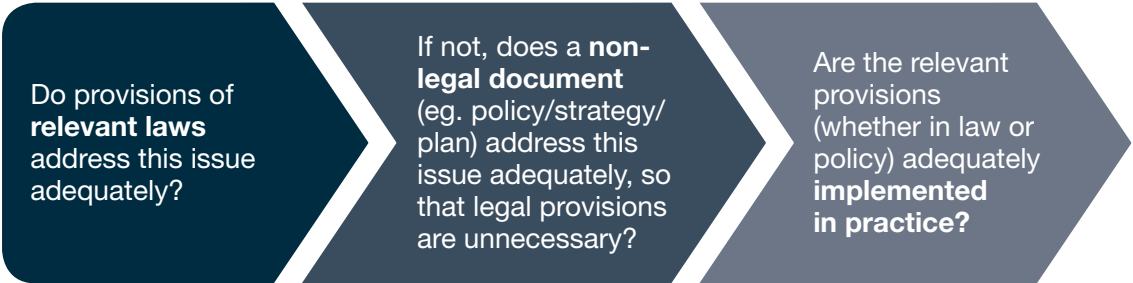 Do provisions of
relevant laws
address this issue
adequately?
If not, does a non-
legal document
(eg. policy/strategy/
plan) address this
issue adequately, so
that legal provisions
are unnecessary?
Are the relevant
provisions
(whether in law or
policy) adequately
implemented
in practice?